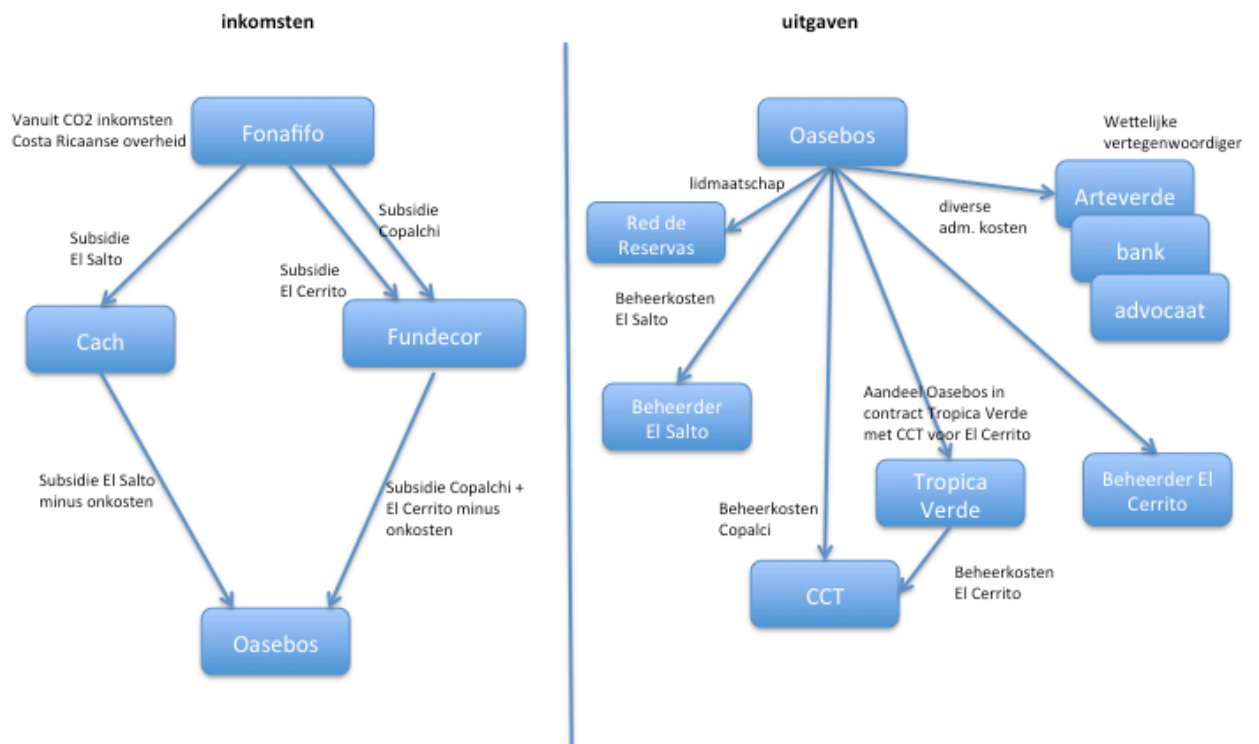 inkomsten
Vanuit CO2 inkomsten
Costa Ricaanse overheid
Fonafifo
Subsidie
El Salto
Subsidie
El Cerrito
Subsidie
Copalchi
Cach
Fundecor
Subsidie El Salto
minus onkosten
Subsidie Copalchi +
El Cerrito minus
onkosten
Oasebos
uitgaven
Oasebos
Wettelijke
vertegenwoordiger
lidmaatschap
Red de
Reservas
diverse
adm. kosten
Arteverde
bank
advocaat
Beheerkosten
El Salto
Beheerder
El Salto
Aandeel Oasebos in
contract Tropica Verde
met CCT voor El Cerrito
Tropica
Verde
Beheerder El
Cerrito
Beheerkosten
Copalci
CCT
Beheerkosten
El Cerrito